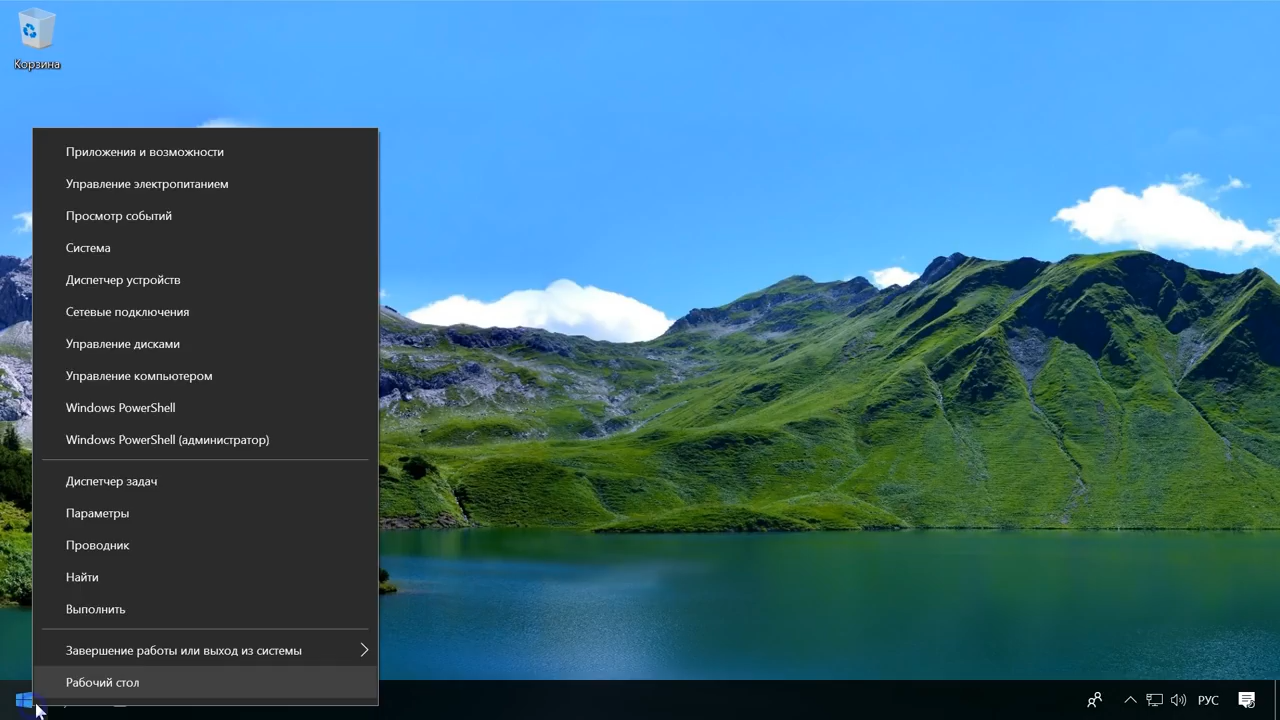 Корзина
Приложения и возможности
Управление электропитанием
Просмотр событий
Система
Диспетчер устройств
Сетевые подключения
Управление дисками
Управление компьютером
Windows PowerShell
Windows PowerShell (администратор)
Диспетчер задач
Параметры
Проводник
Найти
Выполнить
Завершение работы или выход из системы
Рабочий стол
РУС